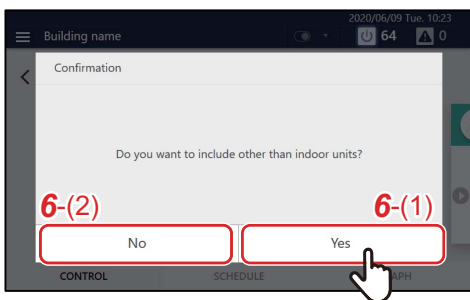 2020/06/09 Tue. 10:23
Building name 64 0
Confirmation
Do you want to include other than indoor units?
6-(2) 6-(1)
No Yes
CONTROL SCHEDULE APH